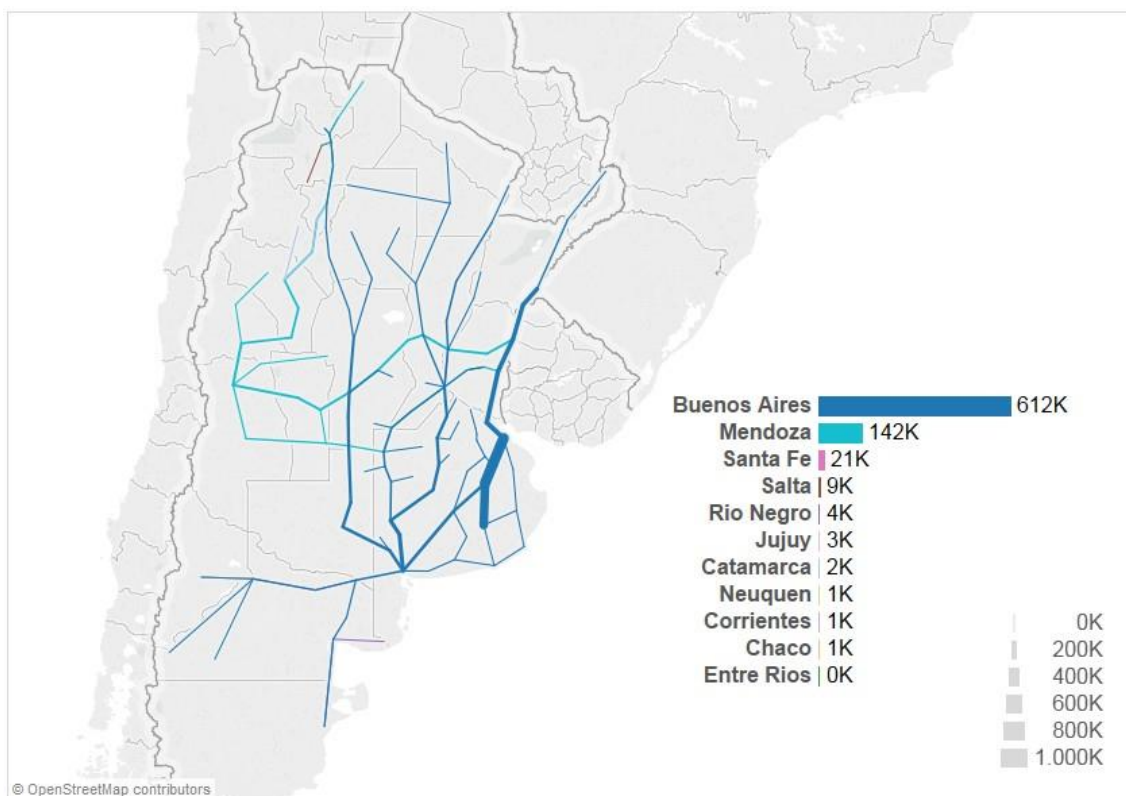 Buenos Aires 612K
Mendoza 142K
Santa Fe 21K
Salta 9K
Rio Negro 4K
Jujuy 3K
Catamarca 2K
Neuquen 1K
Corrientes 1K
Chaco 1K
Entre Rios 0K
0K
200K
400K
600K
800K
1.000K
© OpenStreetMap contributors